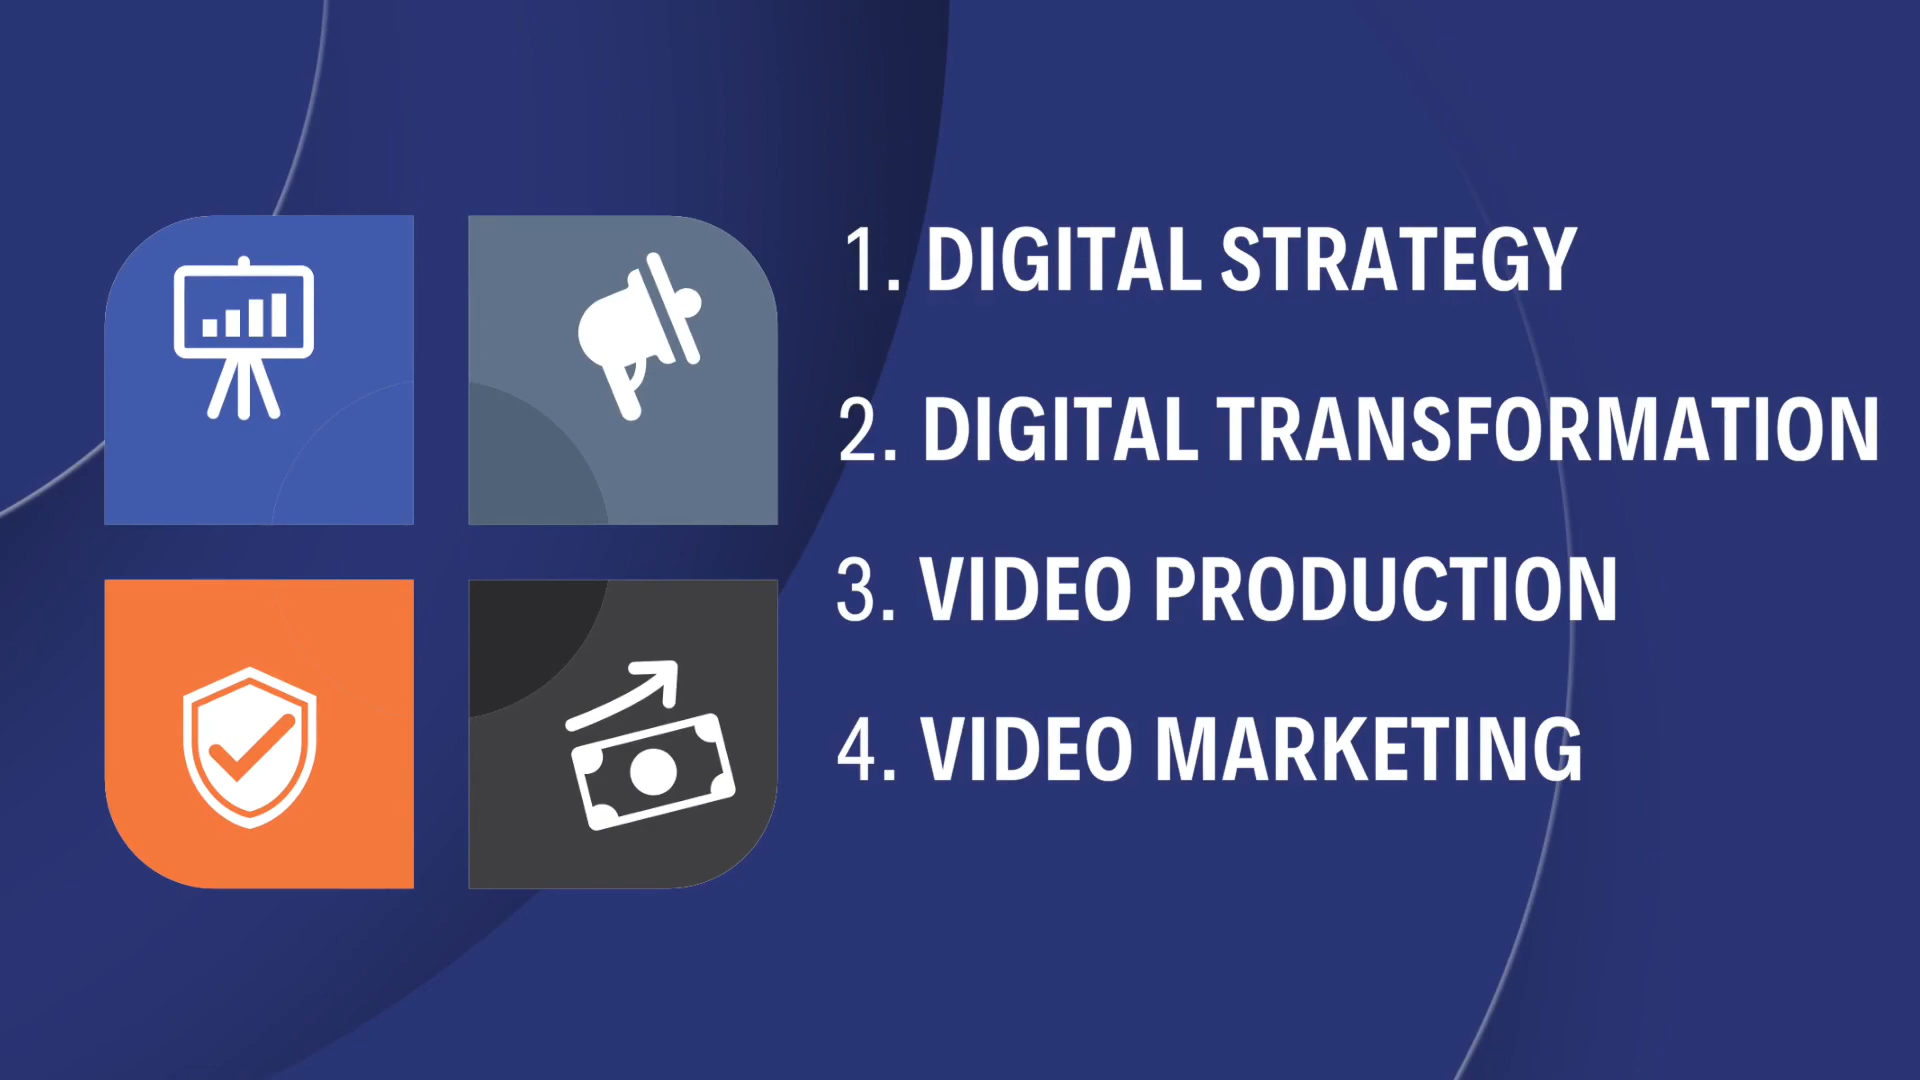 1. DIGITAL STRATEGY
2. DIGITAL TRANSFORMATION
3. VIDEO PRODUCTION
4. VIDEO MARKETING